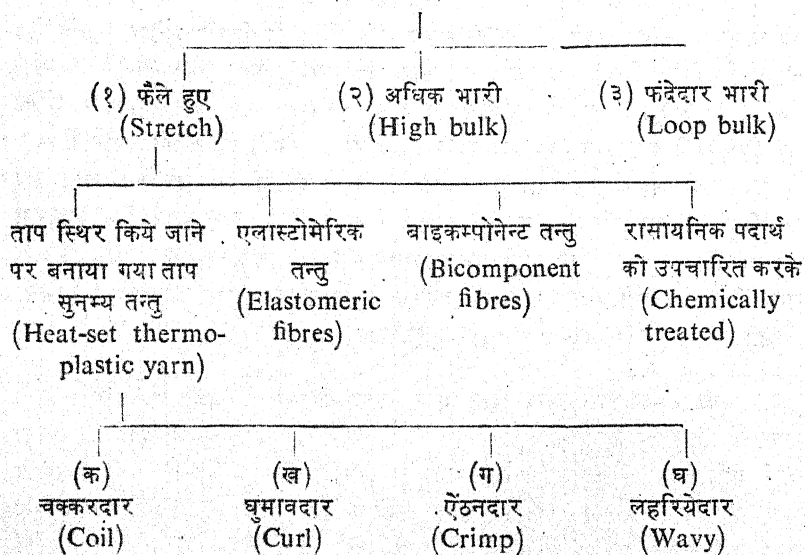 (१) फैले हुए (२) अधिक भारी (३) फंदेदार भारी
(Stretch) (High bulk) (Loop bulk)
ताप स्थिर किये जाने एलास्टोमेरिक बाइकम्पोनेन्ट तन्तु रासायनिक पदार्थ
पर बनाया गया ताप तन्तु (Bicomponent को उपचारित करके
सुनम्य तन्तु (Elastomeric fibres) (Chemically
(Heat-set thermo- fibres) treated)
plastic yarn)
(क) (ख) (ग) (घ)
चक्करदार घुमावदार ऐंठनदार लहरियेदार
(Coil) (Curl) (Crimp) (Wavy)